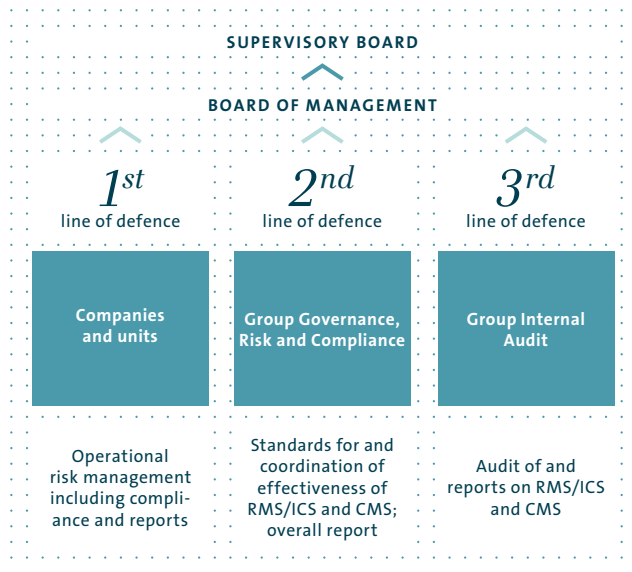 SUPERVISORY BOARD
BOARD OF MANAGEMENT
1st
line of defence
Companies
and units
Operational
risk management
including compli-
ance and reports
2nd
line of defence
Group Governance,
Risk and Compliance
Standards for and
coordination of
effectiveness of
RMS/ICS and CMS;
overall report
3rd
line of defence
Group Internal
Audit
Audit of and
reports on RMS/ICS
and CMS